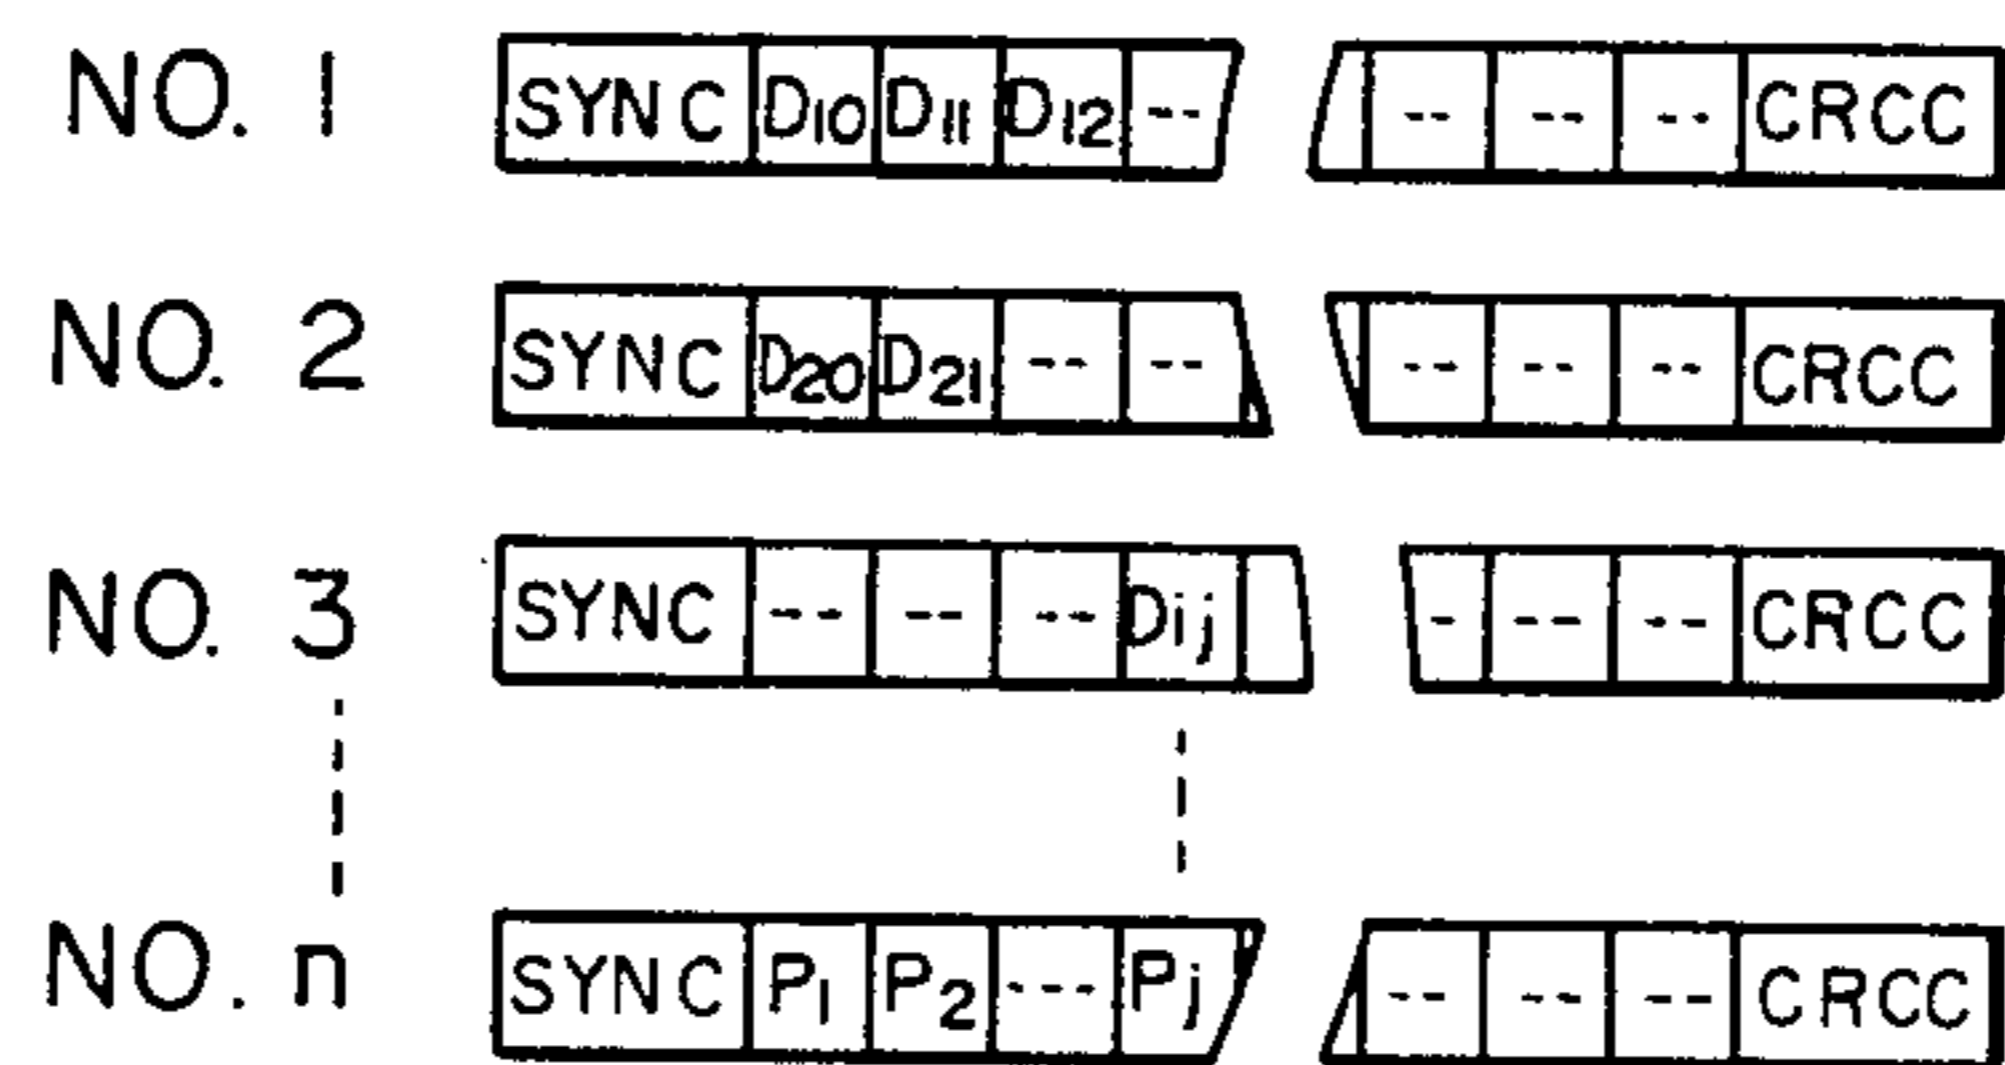 NO. 1 SYNC D10 D11 D12 -- -- -- -- CRCC
NO. 2 SYNC D20 D21 -- -- -- -- -- CRCC
NO. 3 SYNC -- -- -- Dij - -- -- CRCC
NO. n SYNC P1 P2 --- Pj -- -- -- CRCC